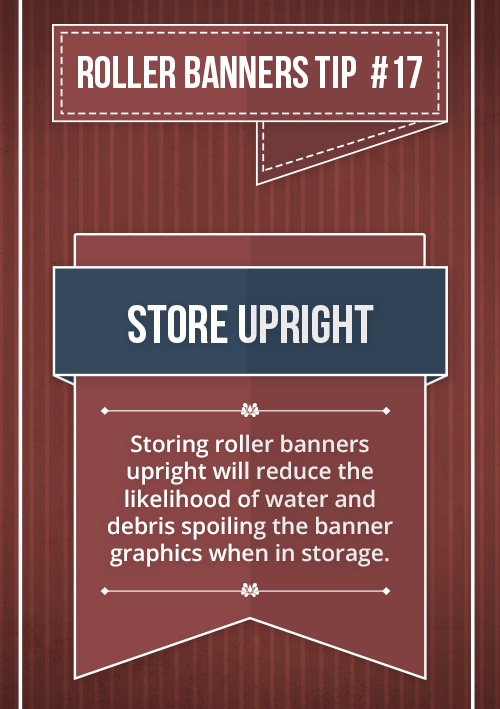 ROLLER BANNERS TIP #17
STORE UPRIGHT
Storing roller banners
upright will reduce the
likelihood of water and
debris spoiling the banner
graphics when in storage.